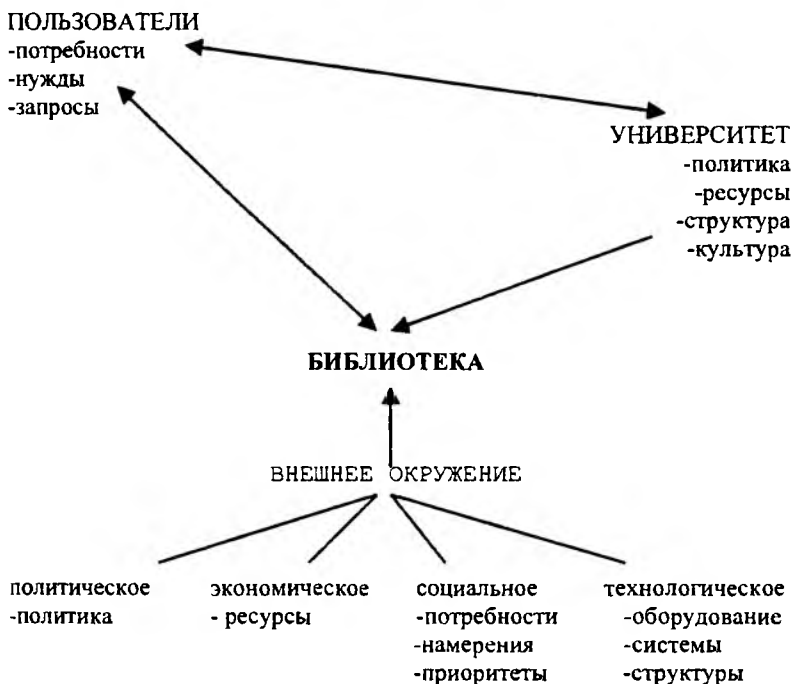 ПОЛЬЗОВАТЕЛИ
-потребности
-нужды
-запросы
УНИВЕРСИТЕТ
-политика
-ресурсы
-структура
-культура
БИБЛИОТЕКА
ВНЕШНЕЕ ОКРУЖЕНИЕ
политическое
-политика
экономическое
- ресурсы
социальное
-потребности
-намерения
-приоритеты
технологическое
-оборудование
-системы
-структуры